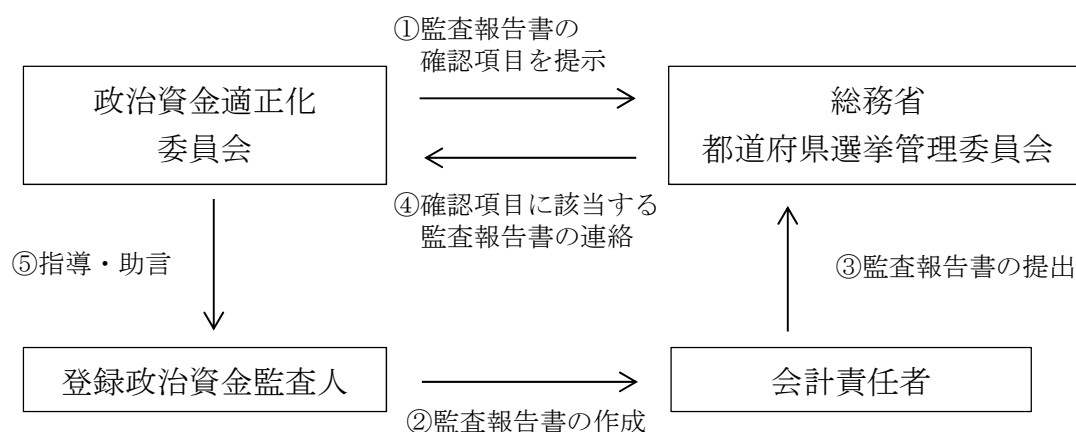 ①監査報告書の
確認項目を提示
政治資金適正化
委員会
総務省
都道府県選挙管理委員会
④確認項目に該当する
監査報告書の連絡
⑤指導・助言
③監査報告書の提出
登録政治資金監査人
会計責任者
②監査報告書の作成